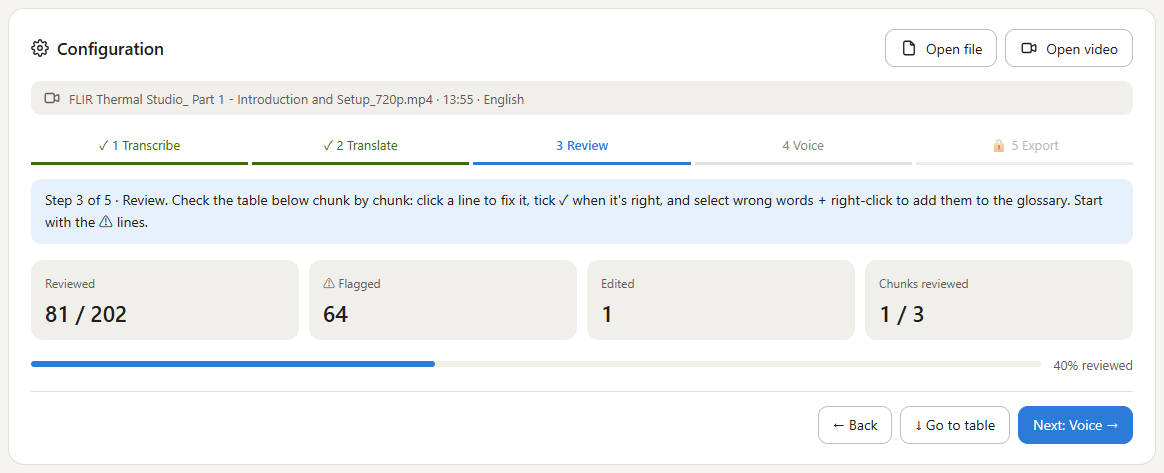 Configuration
Open file
Open video
FLIR Thermal Studio_ Part 1 - Introduction and Setup_720p.mp4 · 13:55 · English
✓ 1 Transcribe
✓ 2 Translate
3 Review
4 Voice
5 Export
Step 3 of 5 · Review. Check the table below chunk by chunk: click a line to fix it, tick ✓ when it's right, and select wrong words + right-click to add them to the glossary. Start
with the ⚠ lines.
Reviewed
81 / 202
⚠ Flagged
64
Edited
1
Chunks reviewed
1 / 3
40% reviewed
← Back
↓ Go to table
Next: Voice →